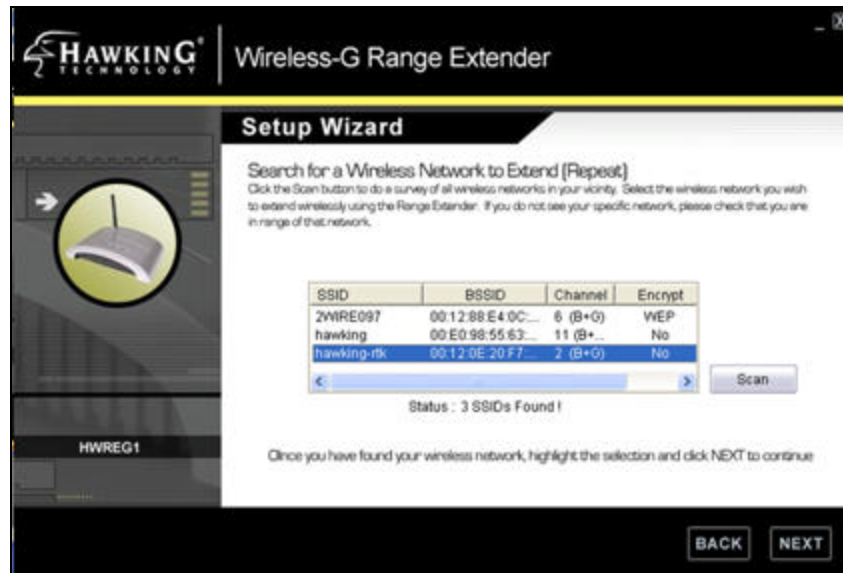 HAWKING
TECHNOLOGY
Wireless-G Range Extender
Setup Wizard
Search for a Wireless Network to Extend (Repeat)
Click the Scan button to do a survey of all wireless networks in your vicinity. Select the wireless network you wish
to extend wirelessly using the Range Extender. If you do not see your specific network, please check that you are
in range of that network.
SSID BSSID Channel Encrypt
2WIRE097 00:12:88:E4:0C:... 6 (B+G) WEP
hawking 00:E0:98:55:63:... 11 (B+... No
hawking-rtk 00:12:0E:20:F7:... 2 (B+G) No
Scan
Status : 3 SSIDs Found !
HWREG1
Once you have found your wireless network, highlight the selection and click NEXT to continue
BACK NEXT